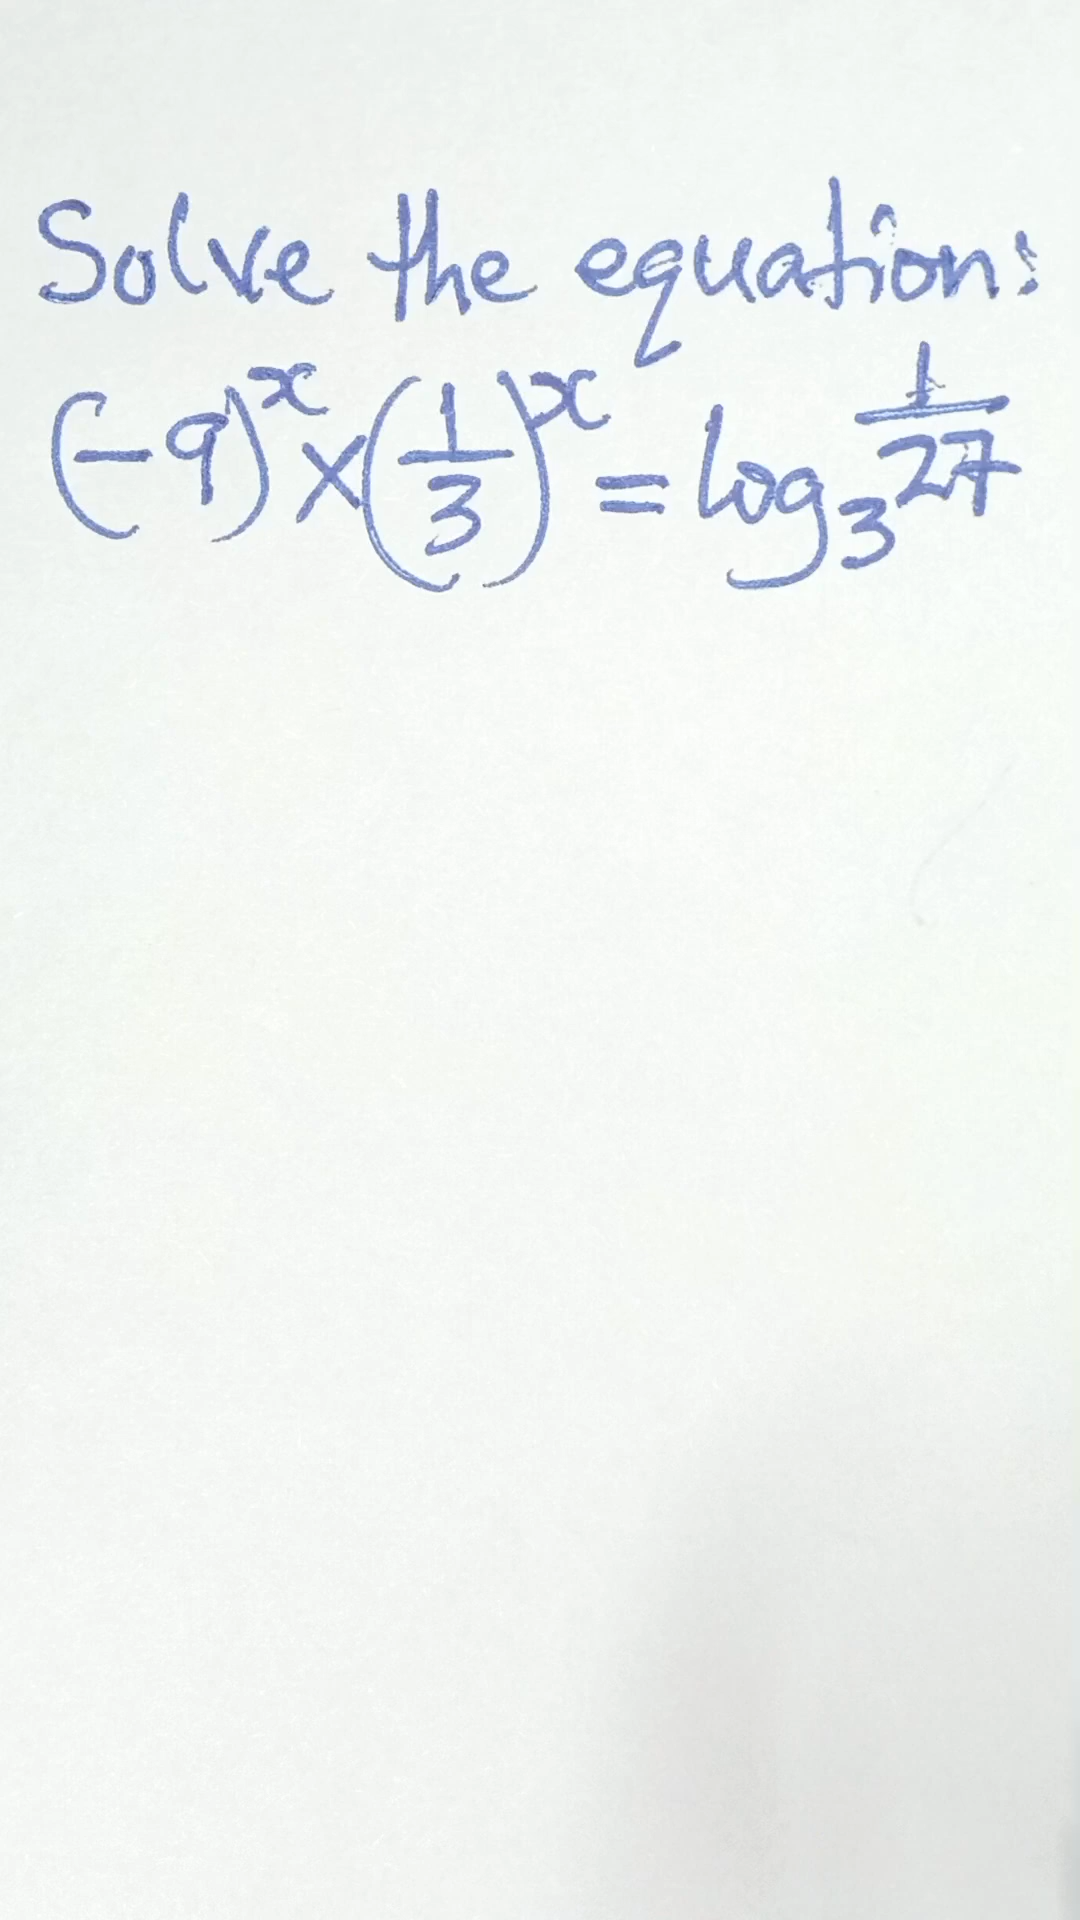 Solve the equation:
(-9)^x × (1/3)^x = log₃ 1/27